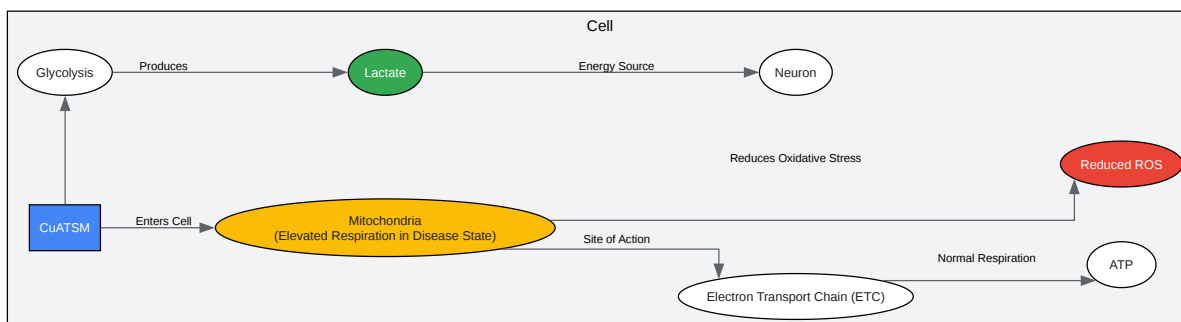 Cell
Glycolysis
Produces
Lactate
Energy Source
Neuron
Reduces Oxidative Stress
Reduced ROS
CuATSM
Enters Cell
Mitochondria
(Elevated Respiration in Disease State)
Site of Action
Normal Respiration
ATP
Electron Transport Chain (ETC)